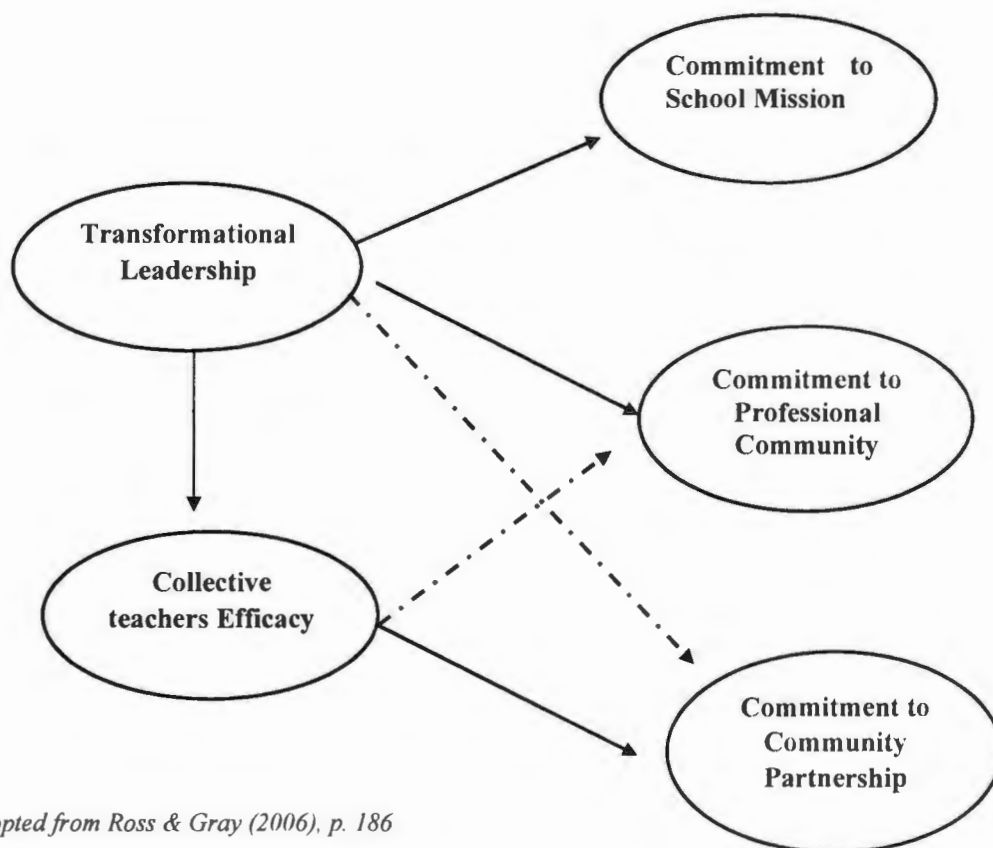 Commitment to
School Mission
Transformational
Leadership
Commitment to
Professional
Community
Collective
teachers Efficacy
Commitment to
Community
Partnership
opted from Ross & Gray (2006), p. 186